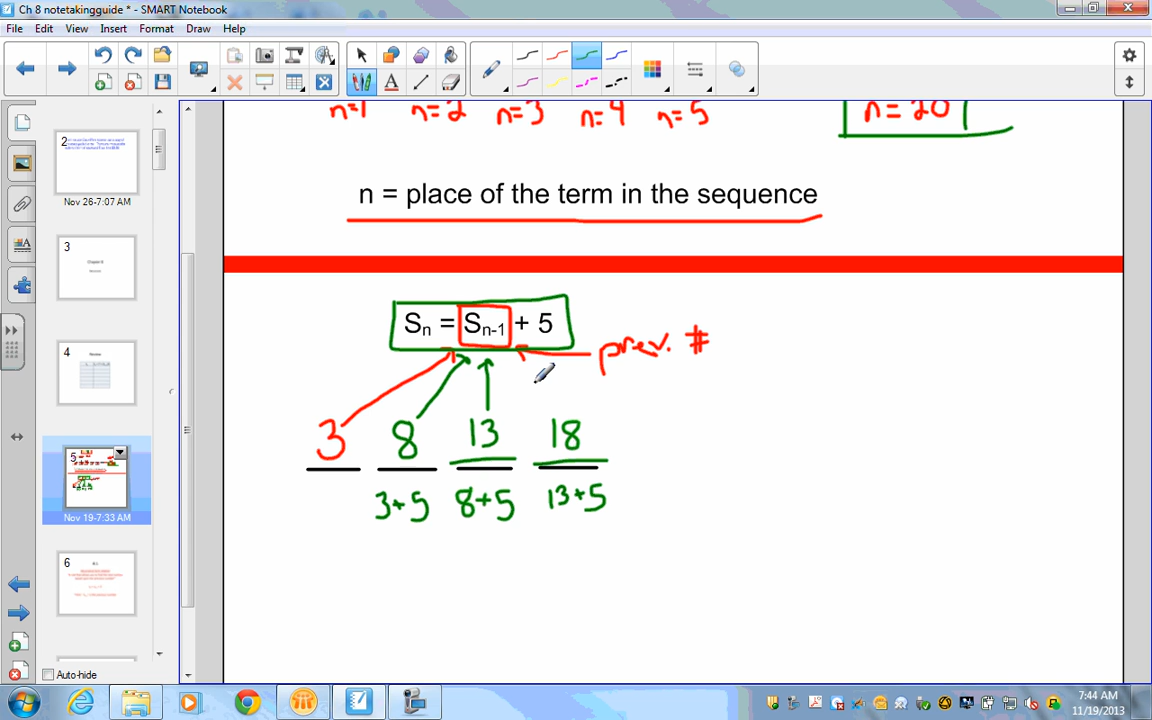 Ch 8 notetakingguide * - SMART Notebook
File Edit View Insert Format Draw Help
2
Nov 26-7:07 AM
3
4
5
Nov 19-7:33 AM
6
Auto-hide
n=1 n=2 n=3 n=4 n=5 n=20
n = place of the term in the sequence
Sn = Sn-1 + 5
prev. #
3 8 13 18
3+5 8+5 13+5
7:44 AM
11/19/2013